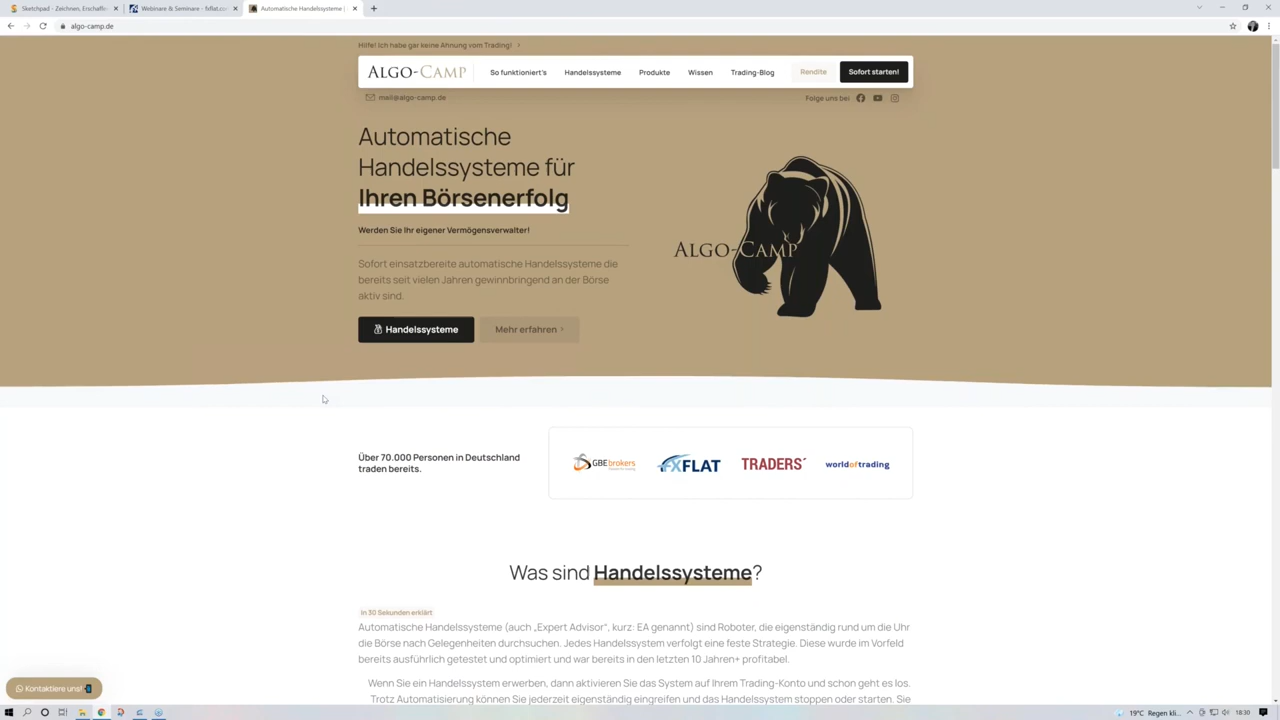 Sketchpad - Zeichnen, Erschaffe
Webinare & Seminare - fxflat.com
Automatische Handelssysteme |
algo-camp.de
Hilfe! Ich habe gar keine Ahnung vom Trading!
ALGO-CAMP
So funktioniert's
Handelssysteme
Produkte
Wissen
Trading-Blog
Rendite
Sofort starten!
mail@algo-camp.de
Folge uns bei
Automatische
Handelssysteme für
Ihren Börsenerfolg
Werden Sie Ihr eigener Vermögensverwalter!
Sofort einsatzbereite automatische Handelssysteme die
bereits seit vielen Jahren gewinnbringend an der Börse
aktiv sind.
Handelssysteme
Mehr erfahren
ALGO-CAMP
Über 70.000 Personen in Deutschland
traden bereits.
GBEbrokers
FXFLAT
TRADERS´
worldoftrading
Was sind Handelssysteme?
In 30 Sekunden erklärt
Automatische Handelssysteme (auch „Expert Advisor“, kurz: EA genannt) sind Roboter, die eigenständig rund um die Uhr
die Börse nach Gelegenheiten durchsuchen. Jedes Handelssystem verfolgt eine feste Strategie. Diese wurde im Vorfeld
bereits ausführlich getestet und optimiert und war bereits in den letzten 10 Jahren+ profitabel.
Wenn Sie ein Handelssystem erwerben, dann aktivieren Sie das System auf Ihrem Trading-Konto und schon geht es los.
Trotz Automatisierung können Sie jederzeit eigenständig eingreifen und das Handelssystem stoppen oder starten. Sie
Kontaktiere uns!
19°C Regen kli...
18:30